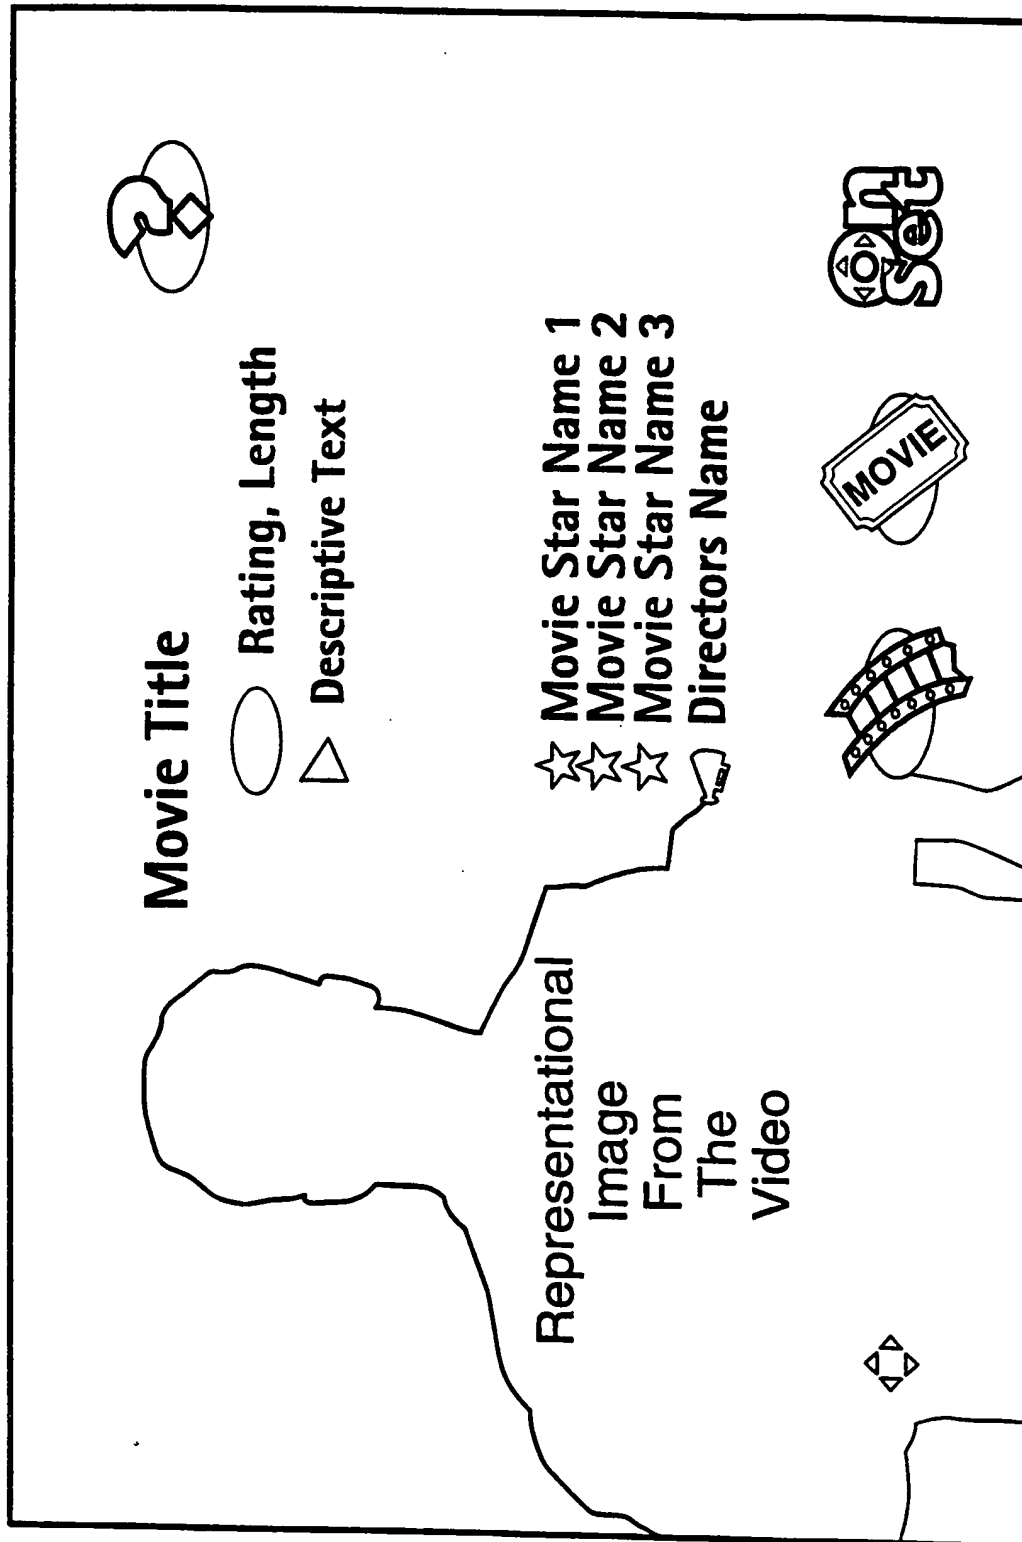 Movie Title
Rating, Length
Descriptive Text
Movie Star Name 1
Movie Star Name 2
Movie Star Name 3
Directors Name
Representational
Image
From
The
Video
MOVIE
on
set